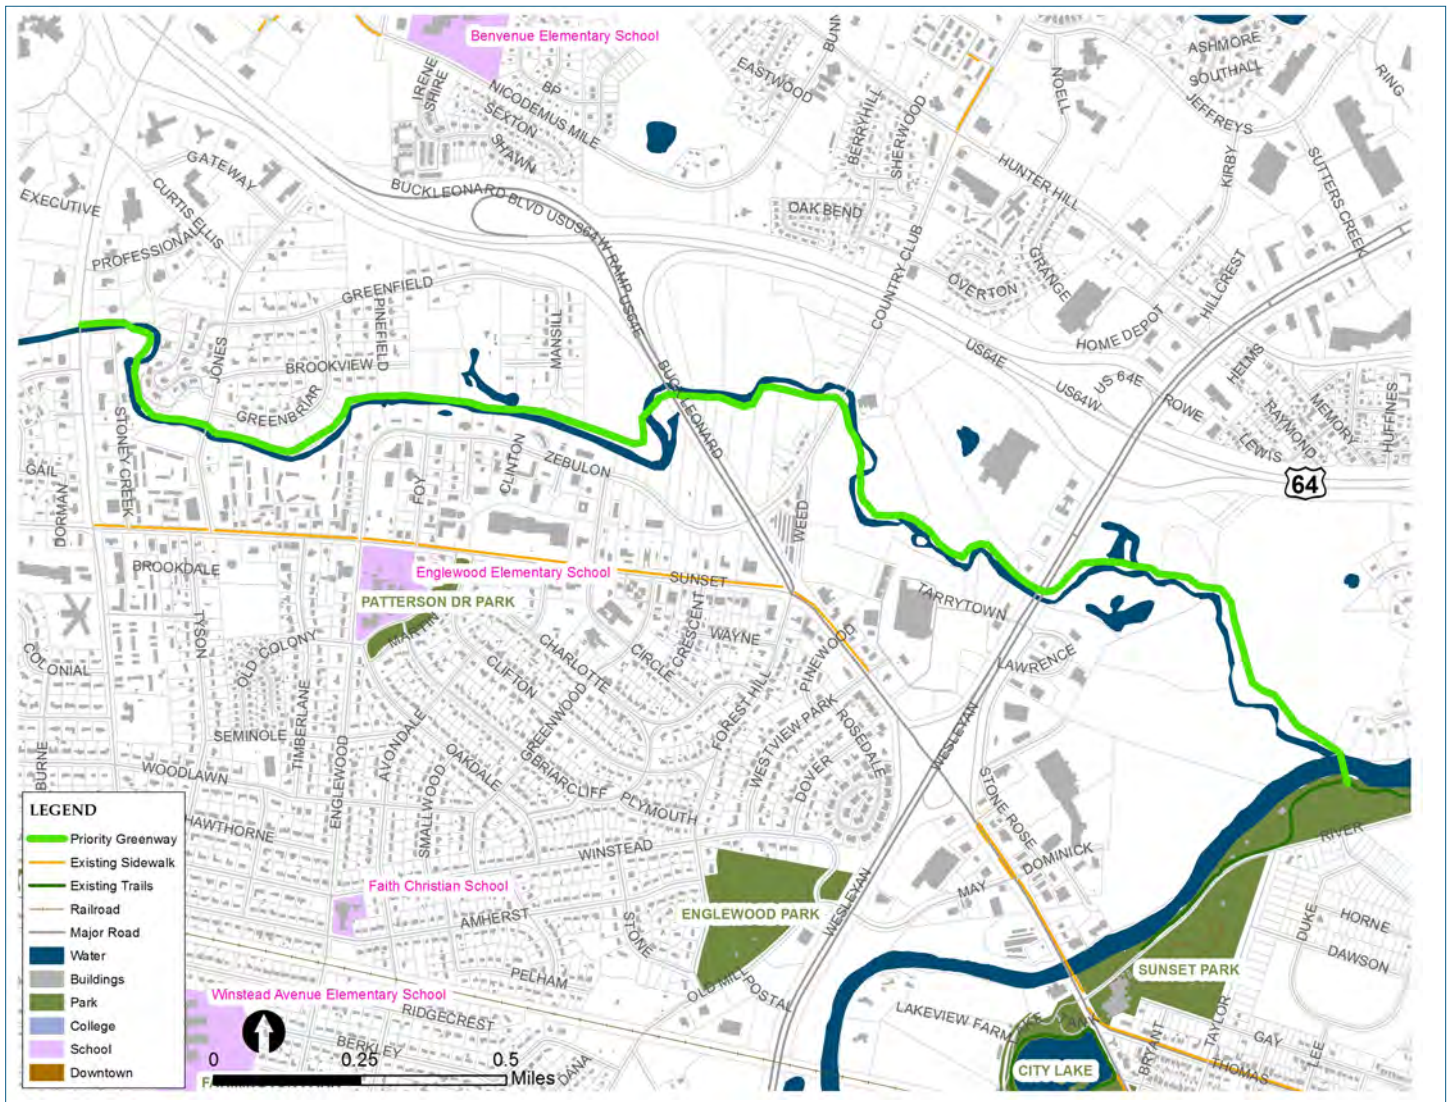 Benvenue Elementary School
BUNN
ASHMORE
SOUTHALL
RING
EASTWOOD
NOELL
JEFFREYS
IRENE
SHIRE
BP
NICODEMUS MILE
SEXTON
SHAWN
BERRYHILL
SHERWOOD
HUNTER HILL
KIRBY
SUTTERS CREEK
GATEWAY
EXECUTIVE
CURTIS ELLIS
PROFESSIONAL
BUCKLEONARD BLVD USUS64 W RAMP US64E
OAK BEND
COUNTRY CLUB
OVERTON
GRANGE
HILLCREST
HOME DEPOT
GREENFIELD
PINEFIELD
MANSILL
JONES
BROOKVIEW
GREENBRIAR
BUCK LEONARD
US64E
US64W
US 64E
ROWE
HELMS
MEMORY
RAYMOND
LEWIS
HUFFINES
64
STONEY CREEK
GAIL
DORMAN
CLINTON
ZEBULON
FOY
WEED
BROOKDALE
Englewood Elementary School
SUNSET
PATTERSON DR PARK
MARTIN
TARRYTOWN
TYSON
OLD COLONY
COLONIAL
CLIFTON
CHARLOTTE
CIRCLE
CRESCENT
WAYNE
PINEWOOD
LAWRENCE
TIMBERLANE
SEMINOLE
ENGLEWOOD
AVONDALE
OAKDALE
GREENWOOD
FOREST HILL
WESTVIEW PARK
ROSEDALE
DOVER
WESLEYAN
BURNE
WOODLAWN
BRIARCLIFF
PLYMOUTH
SMALLWOOD
STONE ROSE
HAWTHORNE
WINSTEAD
DOMINICK
MAY
RIVER
Faith Christian School
AMHERST
STONE
ENGLEWOOD PARK
WESLEYAN
DUKE
HORNE
DAWSON
PELHAM
OLD MILL
POSTAL
SUNSET PARK
Winstead Avenue Elementary School
RIDGECREST
BERKLEY
DANA
LAKEVIEW FARM
BRYANT
TAYLOR
GAY
LEE
THOMAS
CITY LAKE
LEGEND
Priority Greenway
Existing Sidewalk
Existing Trails
Railroad
Major Road
Water
Buildings
Park
College
School
Downtown
0 0.25 0.5
Miles